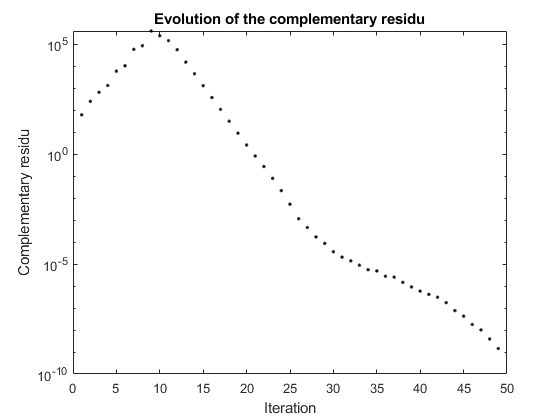 Evolution of the complementary residu
Complementary residu
10^5
10^0
10^-5
10^-10
0 5 10 15 20 25 30 35 40 45 50
Iteration